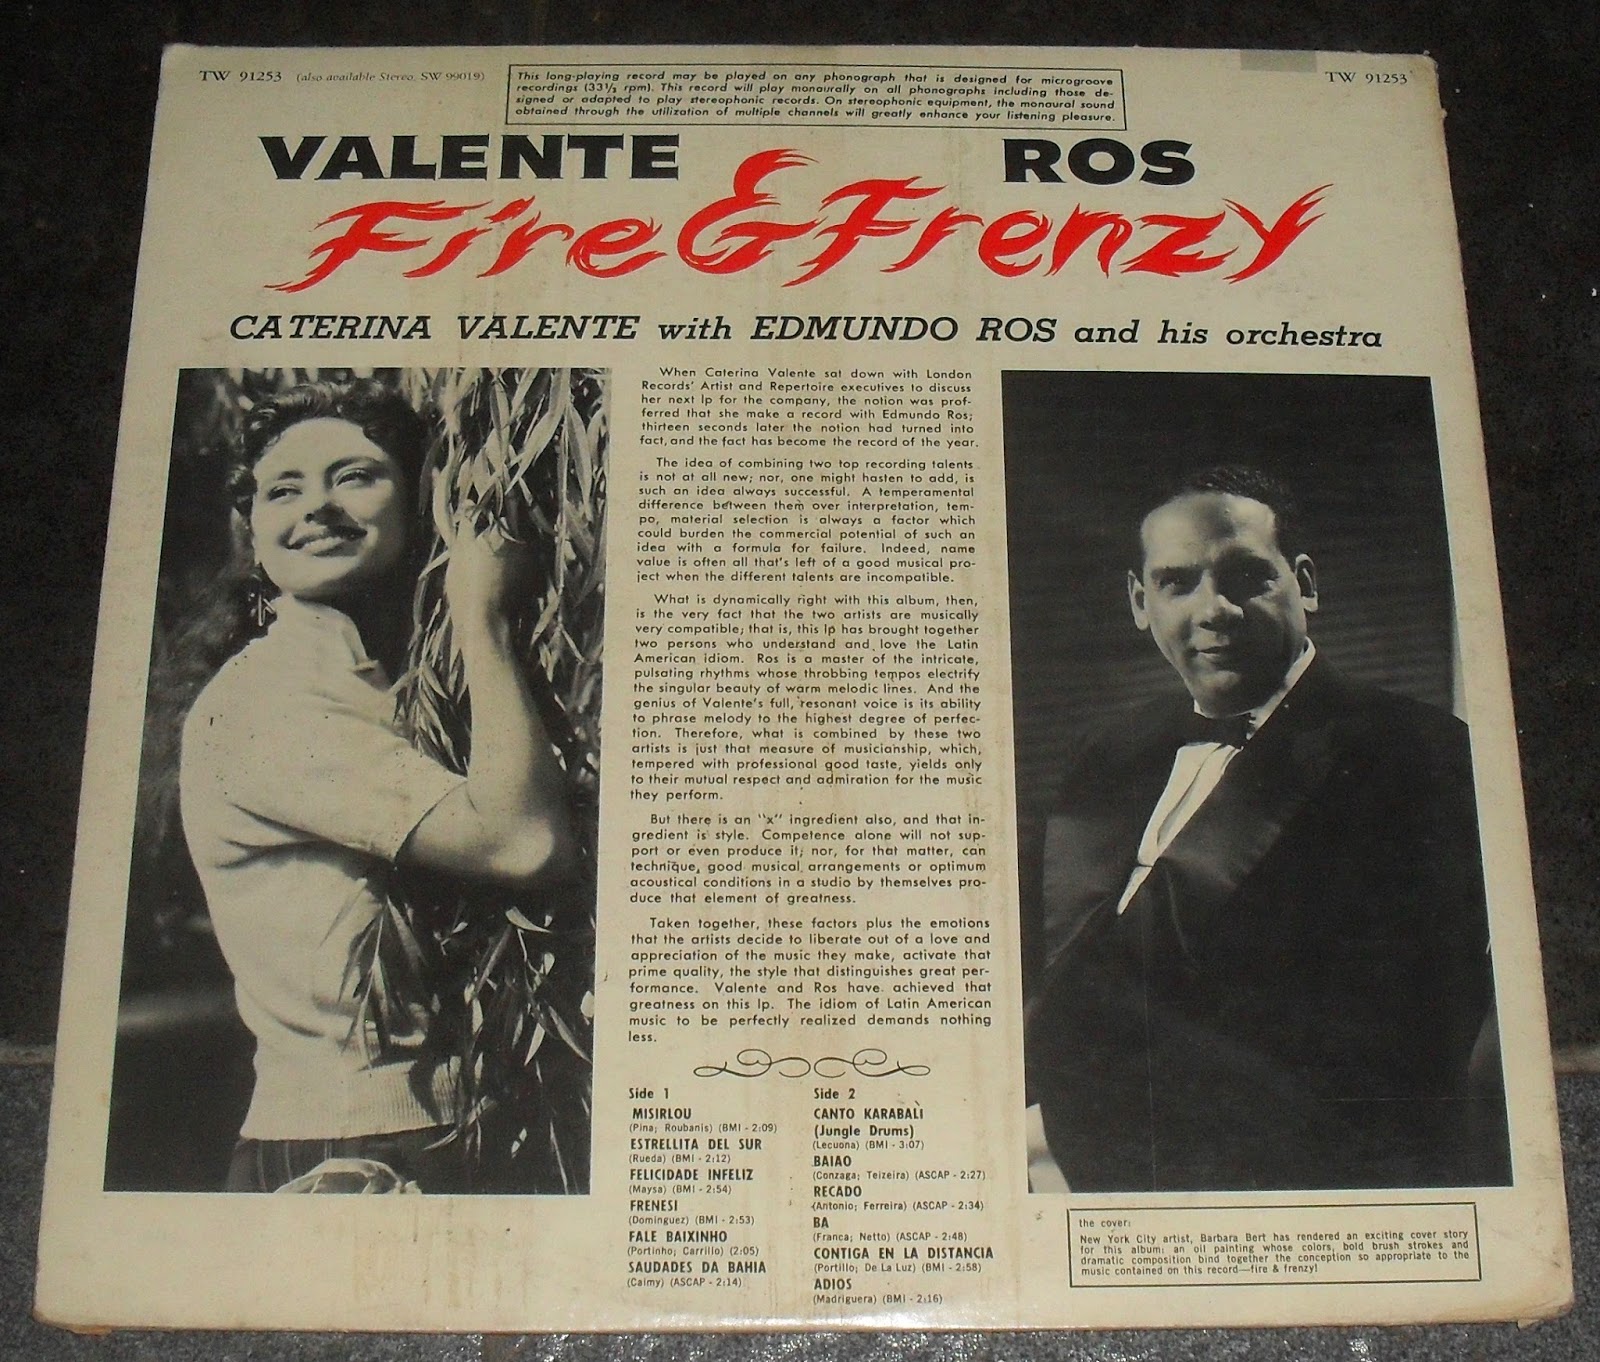 TW 91253 (also available Stereo, SW 99019)
This long-playing record may be played on any phonograph that is designed for microgroove
recordings (33⅓ rpm). This record will play monaurally on all phonographs including those de-
signed or adapted to play stereophonic records. On stereophonic equipment, the monaural sound
obtained through the utilization of multiple channels will greatly enhance your listening pleasure.
TW 91253
VALENTE ROS
Fire & Frenzy
CATERINA VALENTE with EDMUNDO ROS and his orchestra
When Caterina Valente sat down with London
Records' Artist and Repertoire executives to discuss
her next lp for the company, the notion was prof-
ferred that she make a record with Edmundo Ros;
thirteen seconds later the notion had turned into
fact, and the fact has become the record of the year.
The idea of combining two top recording talents
is not at all new; nor, one might hasten to add, is
such an idea always successful. A temperamental
difference between them over interpretation, tem-
po, material selection is always a factor which
could burden the commercial potential of such an
idea with a formula for failure. Indeed, name
value is often all that's left of a good musical pro-
ject when the different talents are incompatible.
What is dynamically right with this album, then,
is the very fact that the two artists are musically
very compatible; that is, this lp has brought together
two persons who understand and love the Latin
American idiom. Ros is a master of the intricate,
pulsating rhythms whose throbbing tempos electrify
the singular beauty of warm melodic lines. And the
genius of Valente's full, resonant voice is its ability
to phrase melody to the highest degree of perfec-
tion. Therefore, what is combined by these two
artists is just that measure of musicianship, which,
tempered with professional good taste, yields only
to their mutual respect and admiration for the music
they perform.
But there is an "x" ingredient also, and that in-
gredient is style. Competence alone will not sup-
port or even produce it; nor, for that matter, can
technique, good musical arrangements or optimum
acoustical conditions in a studio by themselves pro-
duce that element of greatness.
Taken together, these factors plus the emotions
that the artists decide to liberate out of a love and
appreciation of the music they make, activate that
prime quality, the style that distinguishes great per-
formance. Valente and Ros have achieved that
greatness on this lp. The idiom of Latin American
music to be perfectly realized demands nothing
less.
Side 1
MISIRLOU
(Pina; Roubanis) (BMI - 2:09)
ESTRELLITA DEL SUR
(Rueda) (BMI - 2:12)
FELICIDADE INFELIZ
(Maysa) (BMI - 2:54)
FRENESI
(Dominguez) (BMI - 2:53)
FALE BAIXINHO
(Portinho; Carrillo) (2:05)
SAUDADES DA BAHIA
(Caimy) (ASCAP - 2:14)
Side 2
CANTO KARABALI
(Jungle Drums)
(Lecuona) (BMI - 3:07)
BAIAO
(Conzaga; Teizeira) (ASCAP - 2:27)
RECADO
(Antonio; Ferreira) (ASCAP - 2:34)
BA
(Franca; Netto) (ASCAP - 2:48)
CONTIGA EN LA DISTANCIA
(Portillo; De La Luz) (BMI - 2:58)
ADIOS
(Madriguera) (BMI - 2:16)
the cover:
New York City artist, Barbara Bert has rendered an exciting cover story
for this album: an oil painting whose colors, bold brush strokes and
dramatic composition bind together the conception so appropriate to the
music contained on this record—fire & frenzy!